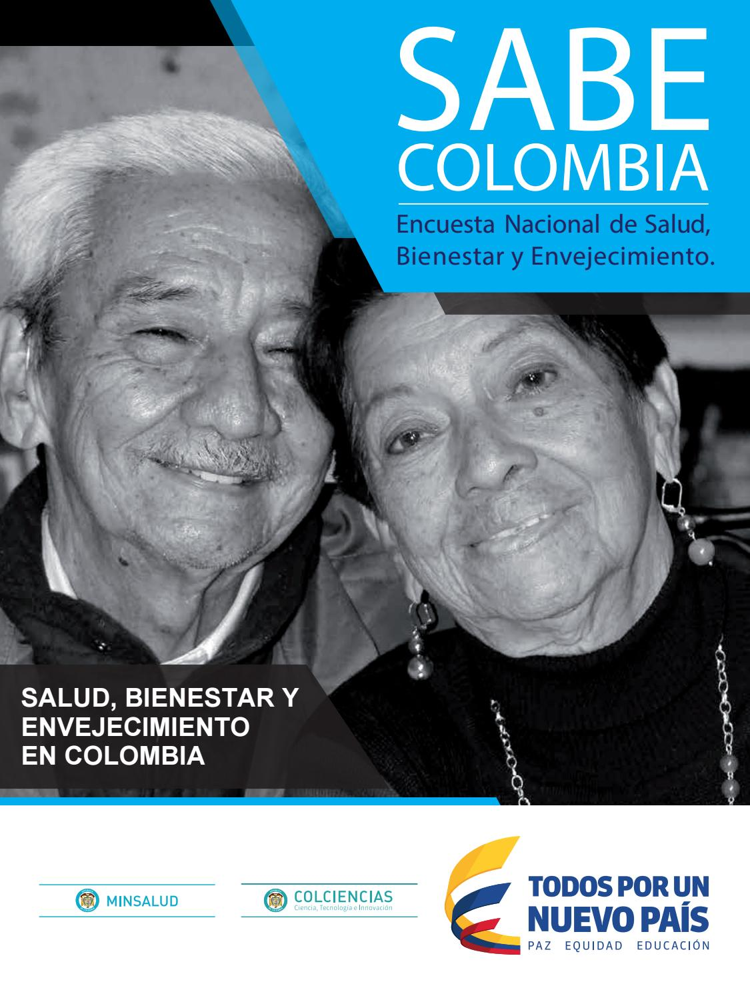 SABE
COLOMBIA
Encuesta Nacional de Salud,
Bienestar y Envejecimiento.
SALUD, BIENESTAR Y
ENVEJECIMIENTO
EN COLOMBIA
MINSALUD
COLCIENCIAS
Ciencia, Tecnología e Innovación
TODOS POR UN
NUEVO PAÍS
PAZ EQUIDAD EDUCACIÓN